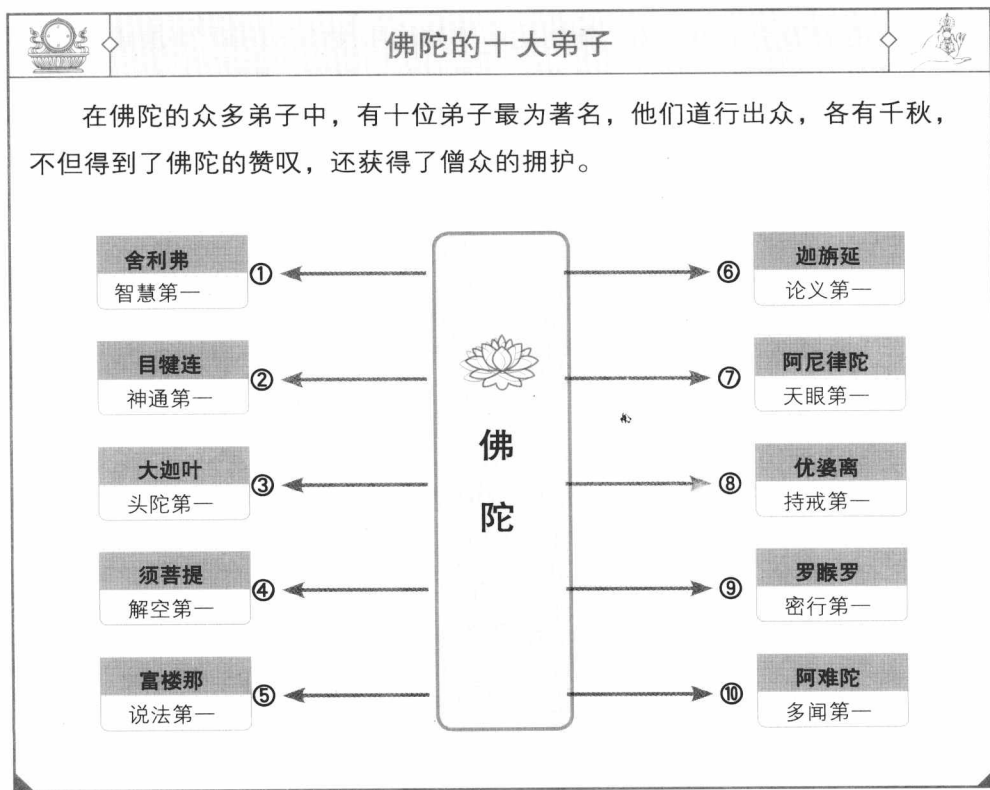 佛陀的十大弟子
在佛陀的众多弟子中，有十位弟子最为著名，他们道行出众，各有千秋，
不但得到了佛陀的赞叹，还获得了僧众的拥护。
舍利弗
智慧第一
①
目犍连
神通第一
②
大迦叶
头陀第一
③
须菩提
解空第一
④
富楼那
说法第一
⑤
佛
陀
⑥
迦旃延
论义第一
⑦
阿尼律陀
天眼第一
⑧
优婆离
持戒第一
⑨
罗睺罗
密行第一
⑩
阿难陀
多闻第一